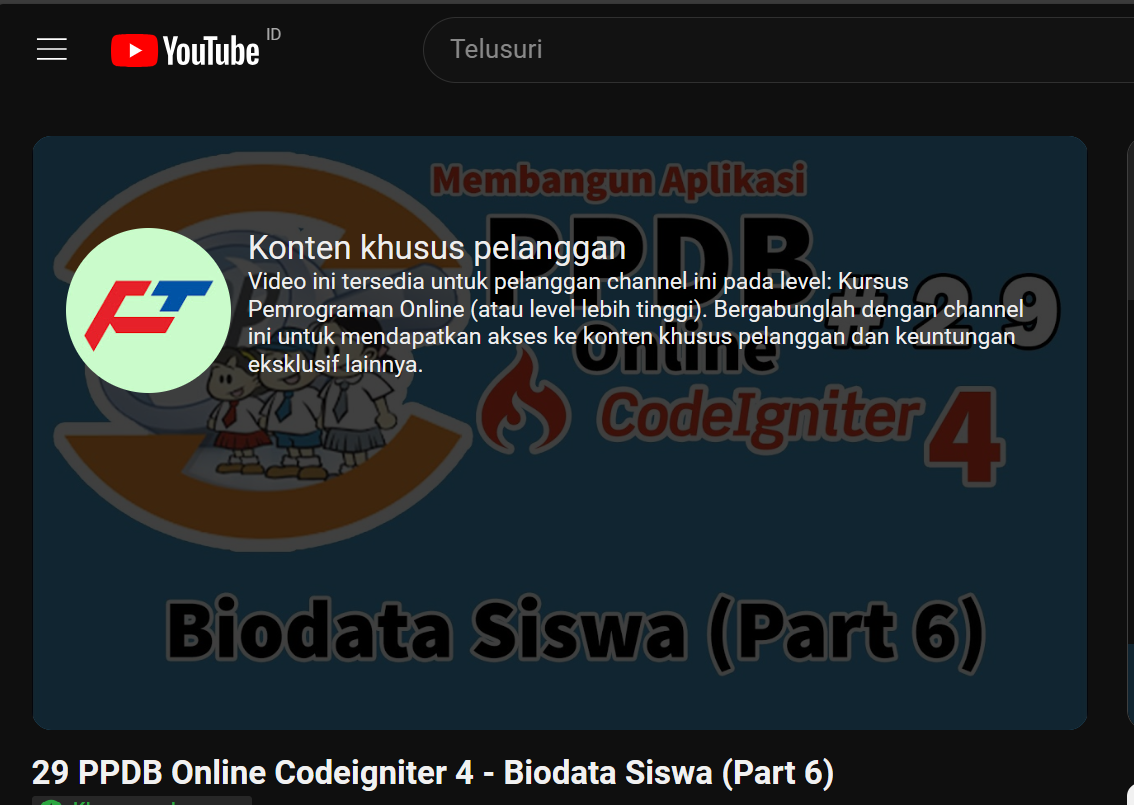 YouTube ID
Telusuri
Membangun Aplikasi
PPDB
#29
Online
CodeIgniter 4
Konten khusus pelanggan
Video ini tersedia untuk pelanggan channel ini pada level: Kursus
Pemrograman Online (atau level lebih tinggi). Bergabunglah dengan channel
ini untuk mendapatkan akses ke konten khusus pelanggan dan keuntungan
eksklusif lainnya.
Biodata Siswa (Part 6)
29 PPDB Online Codeigniter 4 - Biodata Siswa (Part 6)